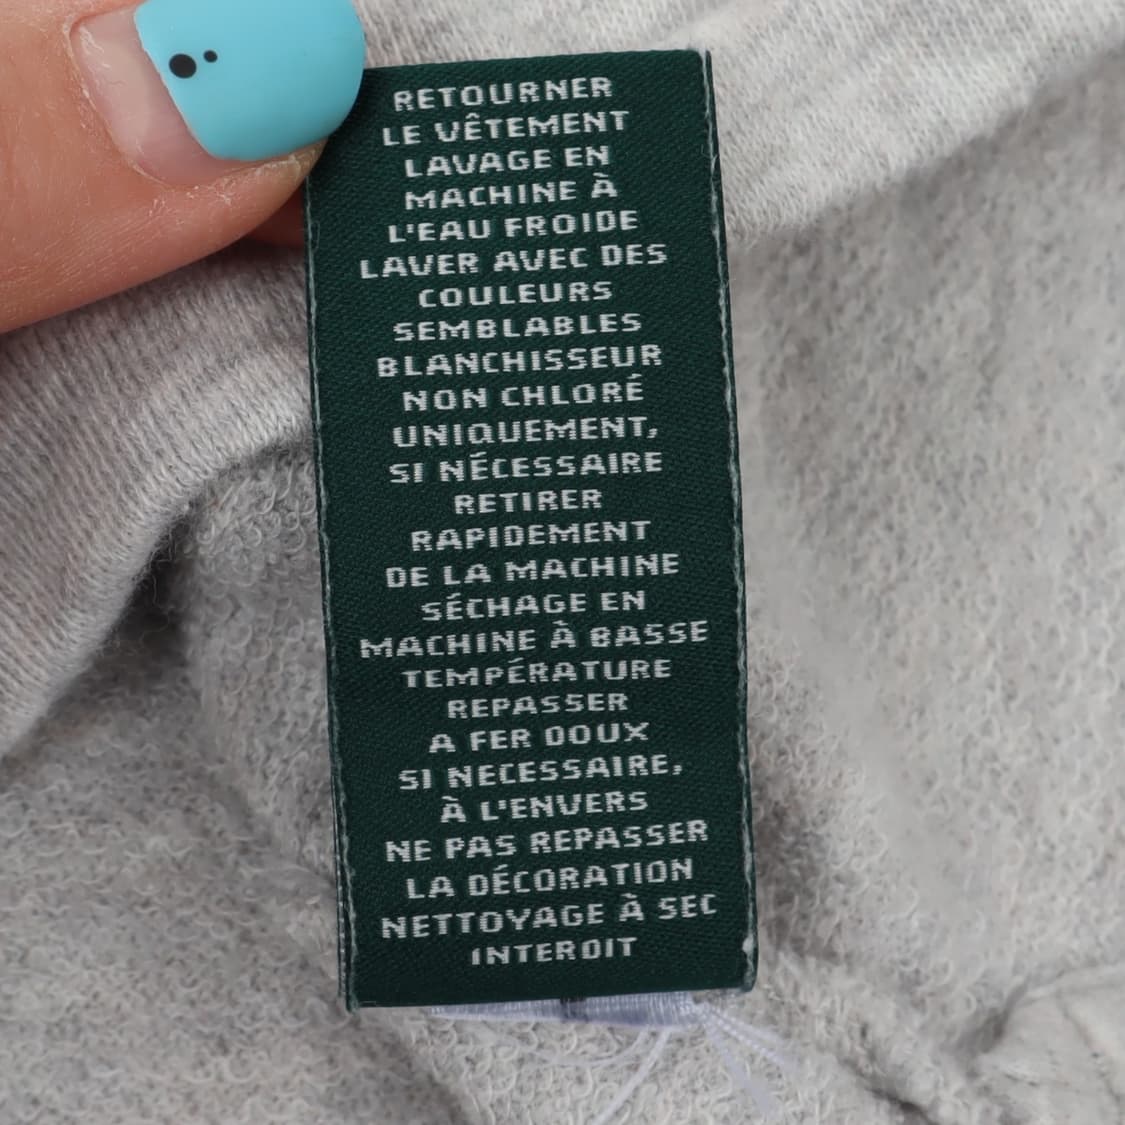 RETOURNER
LE VÊTEMENT
LAVAGE EN
MACHINE À
L'EAU FROIDE
LAVER AVEC DES
COULEURS
SEMBLABLES
BLANCHISSEUR
NON CHLORÉ
UNIQUEMENT,
SI NÉCESSAIRE
RETIRER
RAPIDEMENT
DE LA MACHINE
SÉCHAGE EN
MACHINE À BASSE
TEMPÉRATURE
REPASSER
A FER DOUX
SI NECESSAIRE,
À L'ENVERS
NE PAS REPASSER
LA DÉCORATION
NETTOYAGE À SEC
INTERDIT